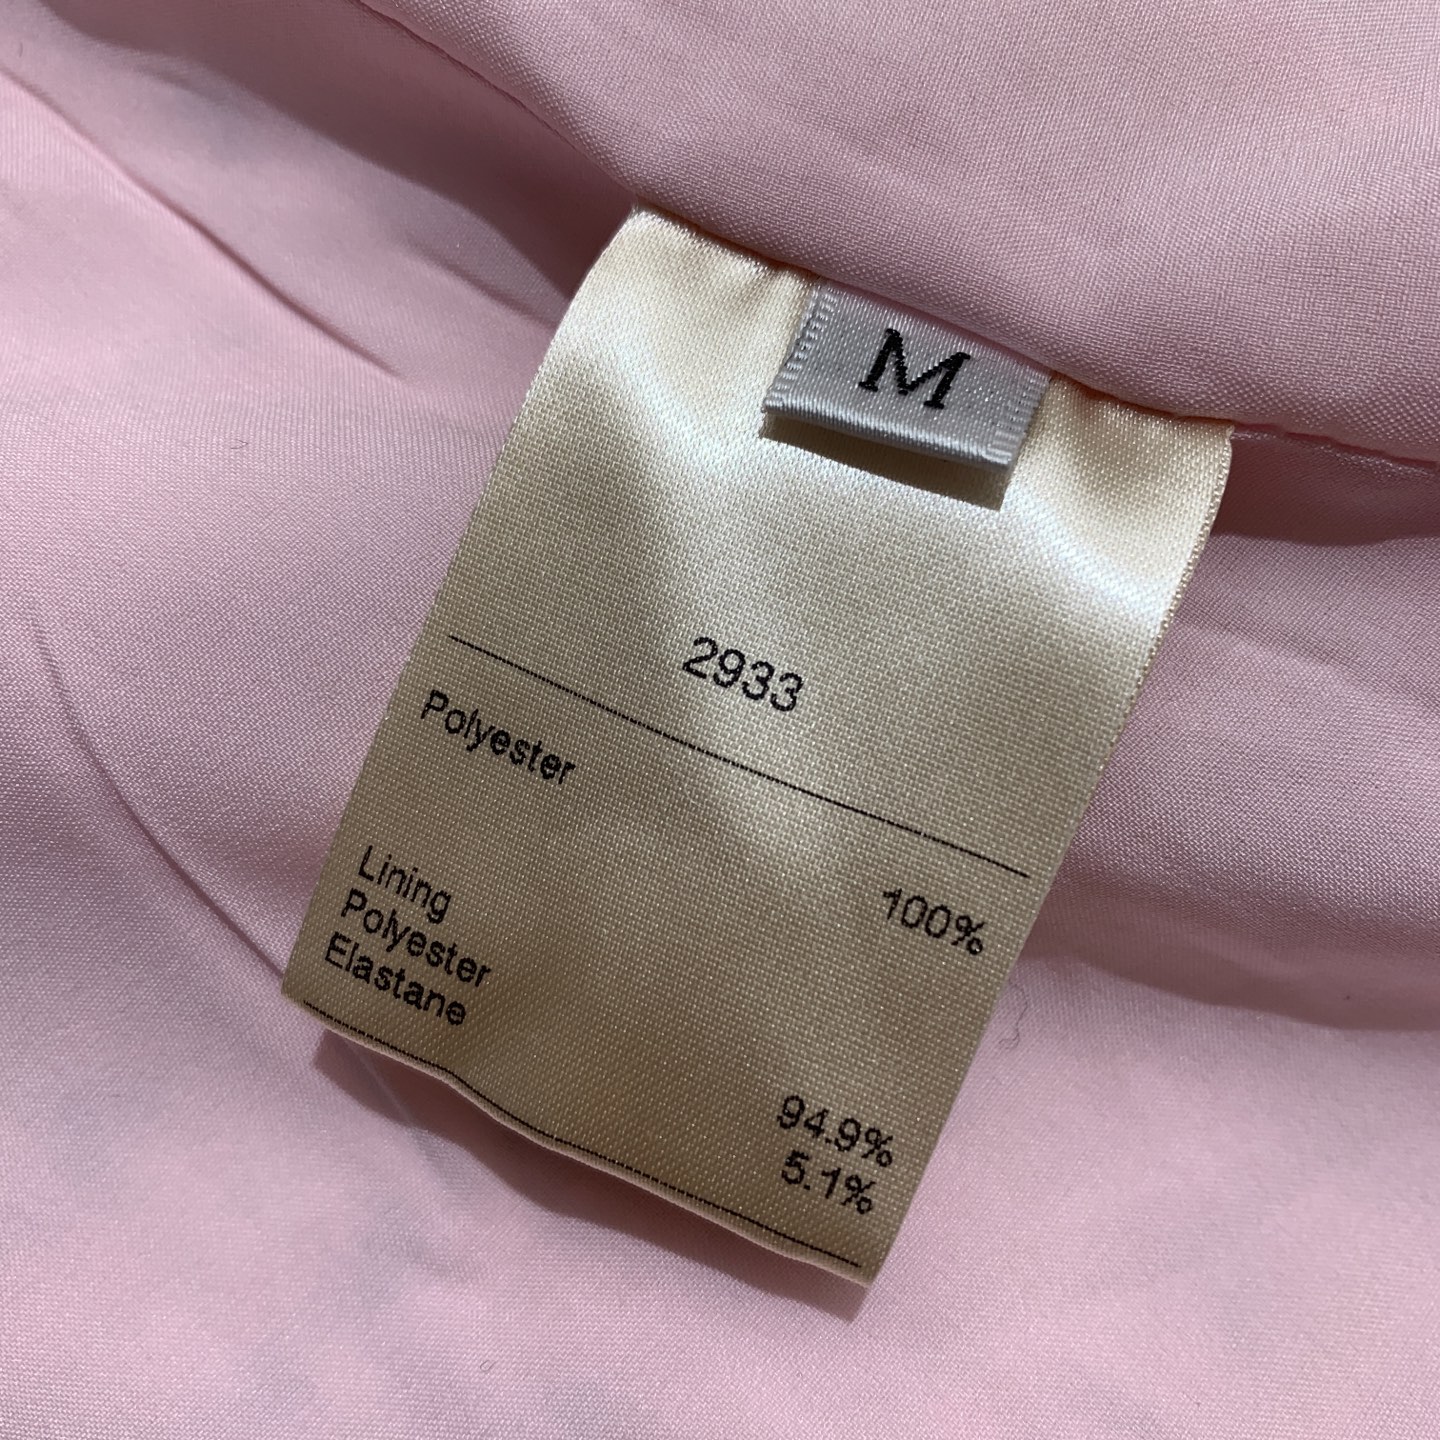 M
2933
Polyester 100%
Lining
Polyester 94.9%
Elastane 5.1%